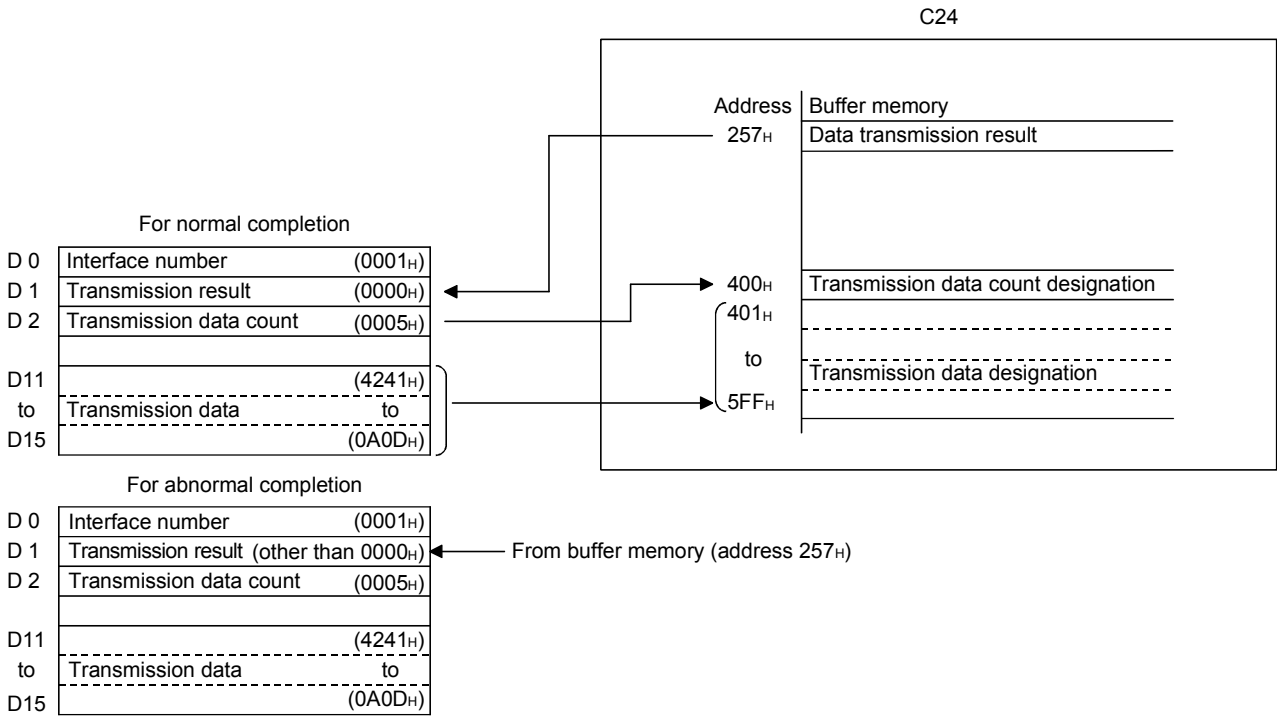 C24
Address Buffer memory
257H Data transmission result
For normal completion
D 0 Interface number (0001H)
D 1 Transmission result (0000H)
D 2 Transmission data count (0005H)
400H Transmission data count designation
401H
to
Transmission data designation
5FFH
D11 (4241H)
to Transmission data to
D15 (0A0DH)
For abnormal completion
D 0 Interface number (0001H)
D 1 Transmission result (other than 0000H) From buffer memory (address 257H)
D 2 Transmission data count (0005H)
D11 (4241H)
to Transmission data to
D15 (0A0DH)